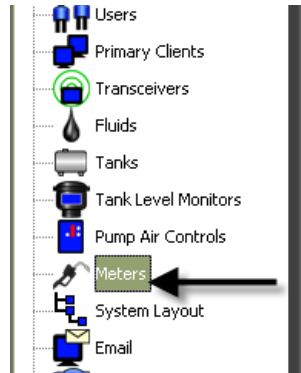 Users
Primary Clients
Transceivers
Fluids
Tanks
Tank Level Monitors
Pump Air Controls
Meters
System Layout
Email